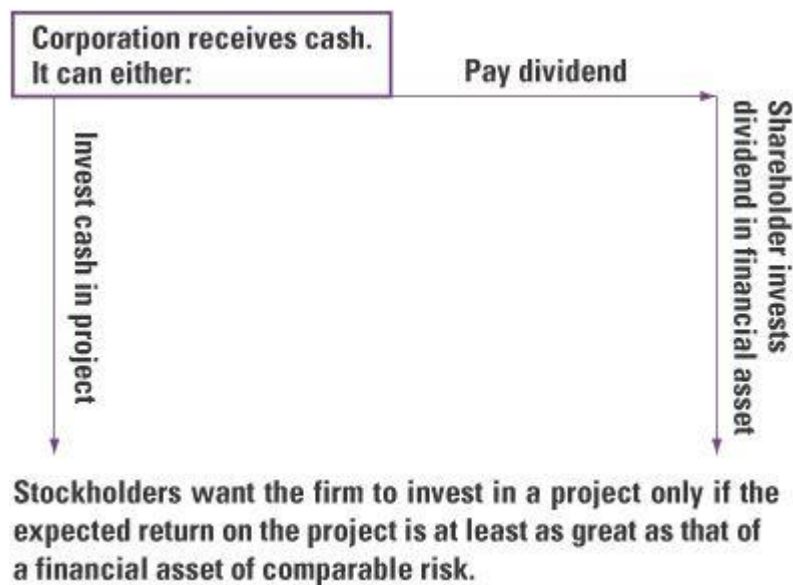 Corporation receives cash.
It can either:
Pay dividend
Invest cash in project
Shareholder invests
dividend in financial asset
Stockholders want the firm to invest in a project only if the
expected return on the project is at least as great as that of
a financial asset of comparable risk.